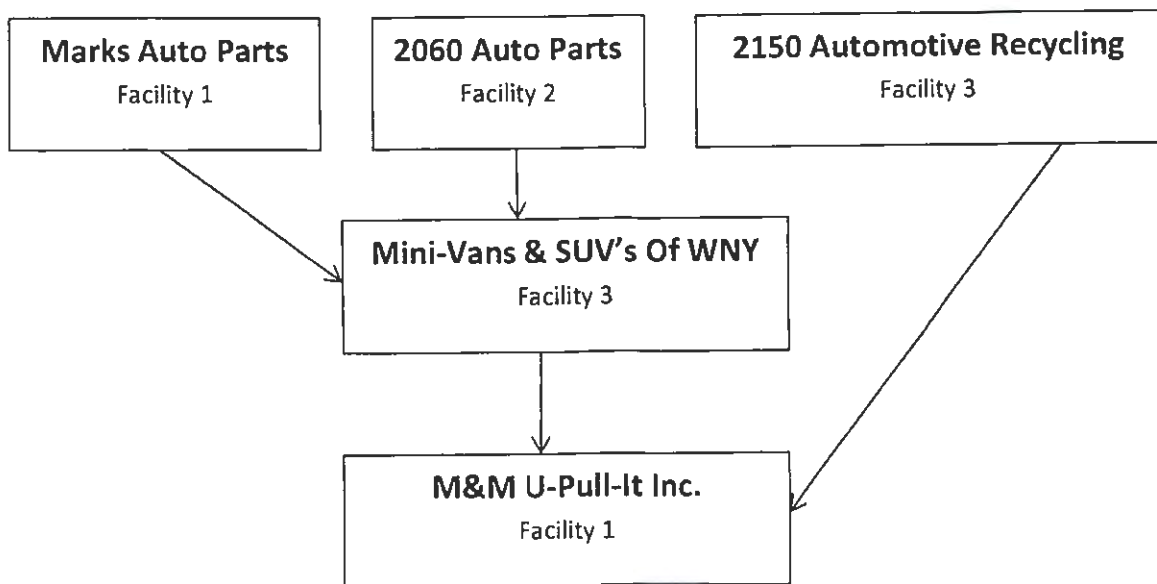 Marks Auto Parts
Facility 1
2060 Auto Parts
Facility 2
2150 Automotive Recycling
Facility 3
Mini-Vans & SUV's Of WNY
Facility 3
M&M U-Pull-It Inc.
Facility 1